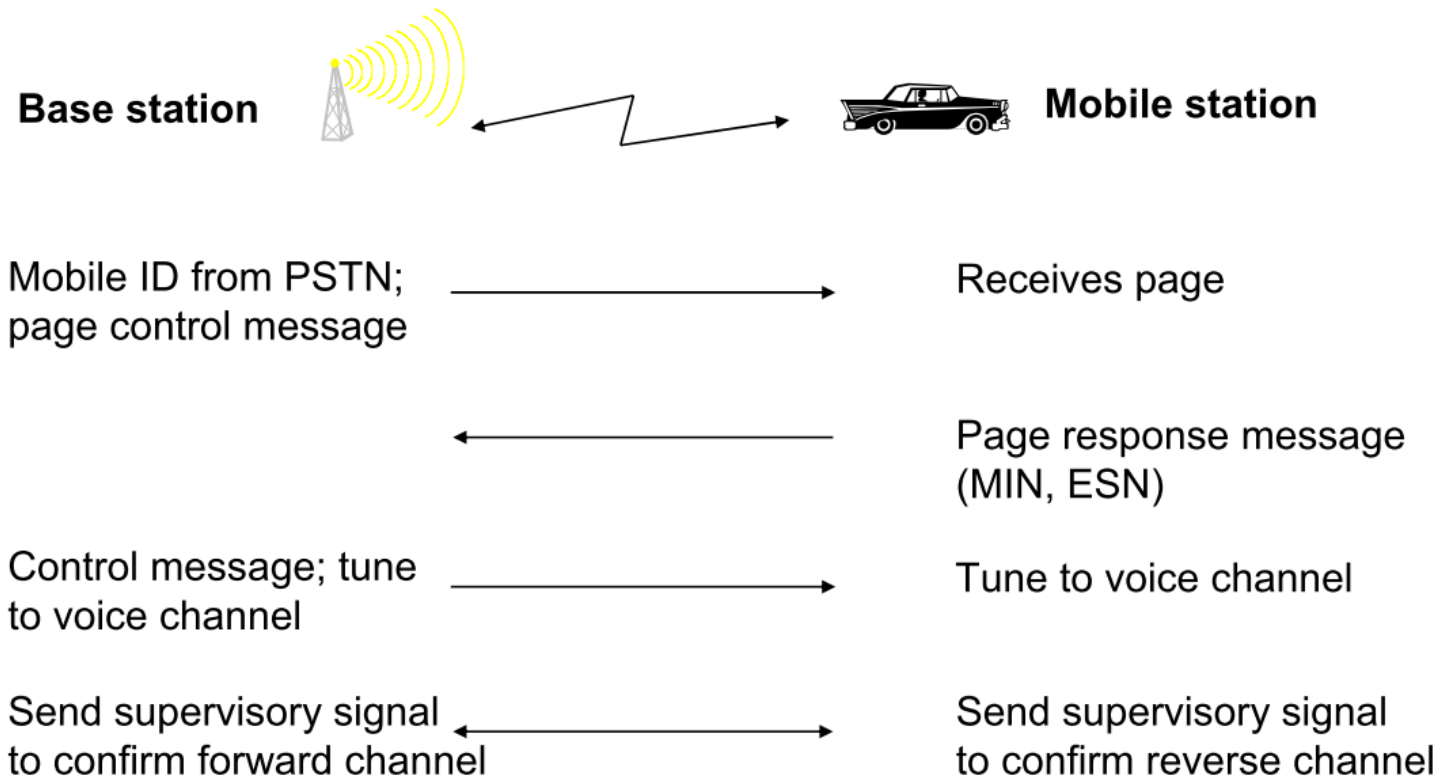 Base station
Mobile station
Mobile ID from PSTN;
page control message
Receives page
Page response message
(MIN, ESN)
Control message; tune
to voice channel
Tune to voice channel
Send supervisory signal
to confirm forward channel
Send supervisory signal
to confirm reverse channel